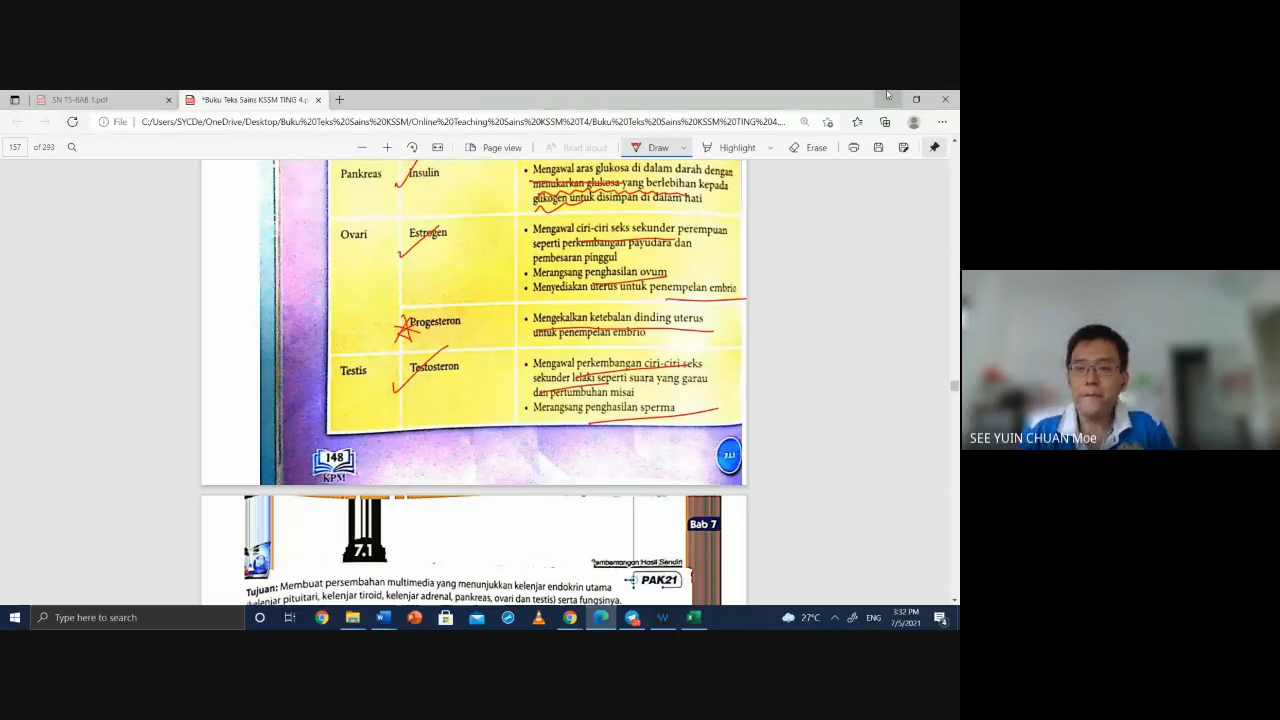 SN T5-BAB 1.pdf
*Buku Teks Sains KSSM TING 4.p
File
C:/Users/SYCDe/OneDrive/Desktop/Buku%20Teks%20Sains%20KSSM/Online%20Teaching%20Sains%20KSSM%20T4/Buku%20Teks%20Sains%20KSSM%20TING%204....
157 of 293
Page view
Read aloud
Draw
Highlight
Erase
Pankreas
Insulin
• Mengawal aras glukosa di dalam darah dengan
menukarkan glukosa yang berlebihan kepada
glikogen untuk disimpan di dalam hati
Ovari
Estrogen
• Mengawal ciri-ciri seks sekunder perempuan
seperti perkembangan payudara dan
pembesaran pinggul
• Merangsang penghasilan ovum
• Menyediakan uterus untuk penempelan embrio
Progesteron
• Mengekalkan ketebalan dinding uterus
untuk penempelan embrio
Testis
Testosteron
• Mengawal perkembangan ciri-ciri seks
sekunder lelaki seperti suara yang garau
dan pertumbuhan misai
• Merangsang penghasilan sperma
148
KPM
7.1.1
Bab 7
7.1
Pembentangan Hasil Sendiri
PAK21
Tujuan: Membuat persembahan multimedia yang menunjukkan kelenjar endokrin utama
(kelenjar pituitari, kelenjar tiroid, kelenjar adrenal, pankreas, ovari dan testis) serta fungsinya.
SEE YUIN CHUAN Moe
Type here to search
27°C
ENG
3:32 PM
7/5/2021
4